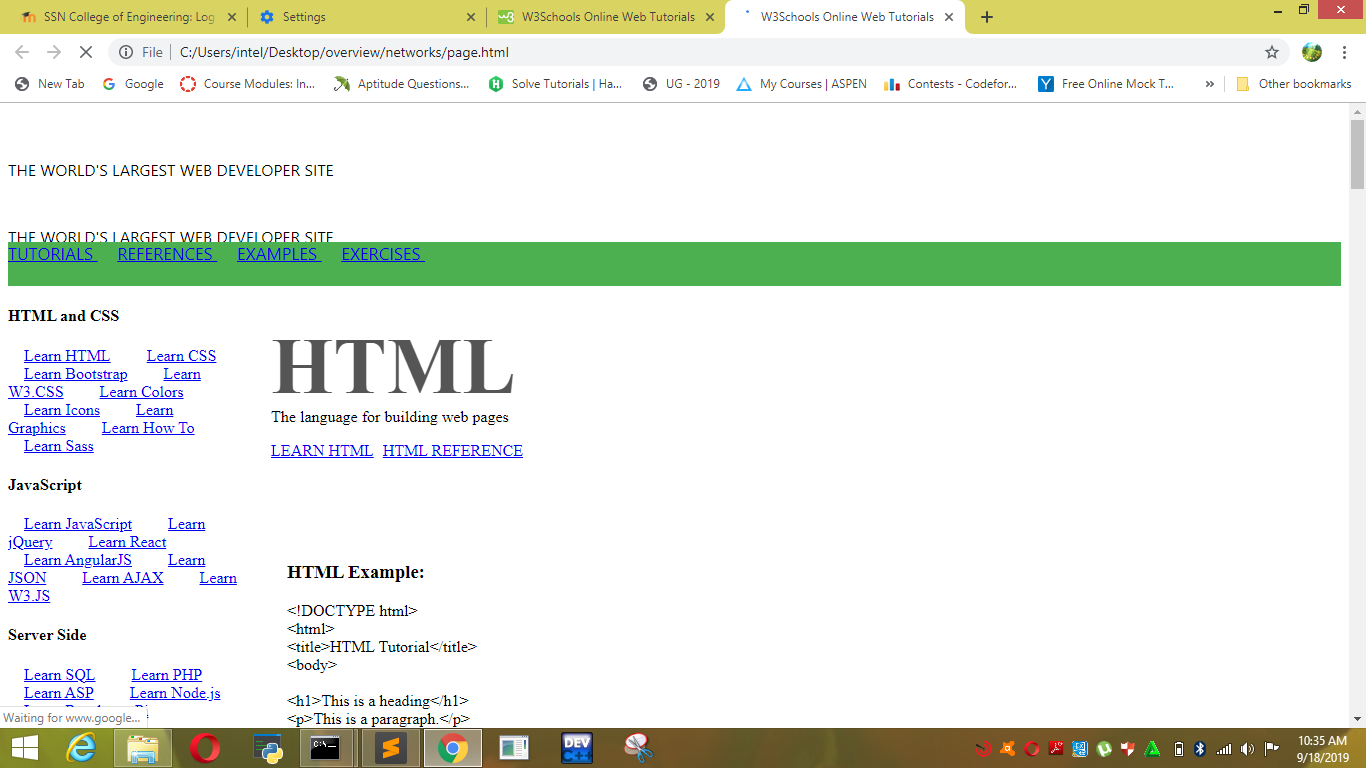 SSN College of Engineering: Log
Settings
W3Schools Online Web Tutorials
W3Schools Online Web Tutorials
File
C:/Users/intel/Desktop/overview/networks/page.html
New Tab
Google
Course Modules: In...
Aptitude Questions...
Solve Tutorials | Ha...
UG - 2019
My Courses | ASPEN
Contests - Codefor...
Free Online Mock T...
»
Other bookmarks
THE WORLD'S LARGEST WEB DEVELOPER SITE
THE WORLD'S LARGEST WEB DEVELOPER SITE
TUTORIALS REFERENCES EXAMPLES EXERCISES
HTML and CSS
Learn HTML Learn CSS
Learn Bootstrap Learn
W3.CSS Learn Colors
Learn Icons Learn
Graphics Learn How To
Learn Sass
JavaScript
Learn JavaScript Learn
jQuery Learn React
Learn AngularJS Learn
JSON Learn AJAX Learn
W3.JS
Server Side
Learn SQL Learn PHP
Learn ASP Learn Node.js
HTML
The language for building web pages
LEARN HTML HTML REFERENCE
HTML Example:
<!DOCTYPE html>
<html>
<title>HTML Tutorial</title>
<body>
<h1>This is a heading</h1>
<p>This is a paragraph.</p>
Waiting for www.google...
C:\_
DEV
C++
10:35 AM
9/18/2019